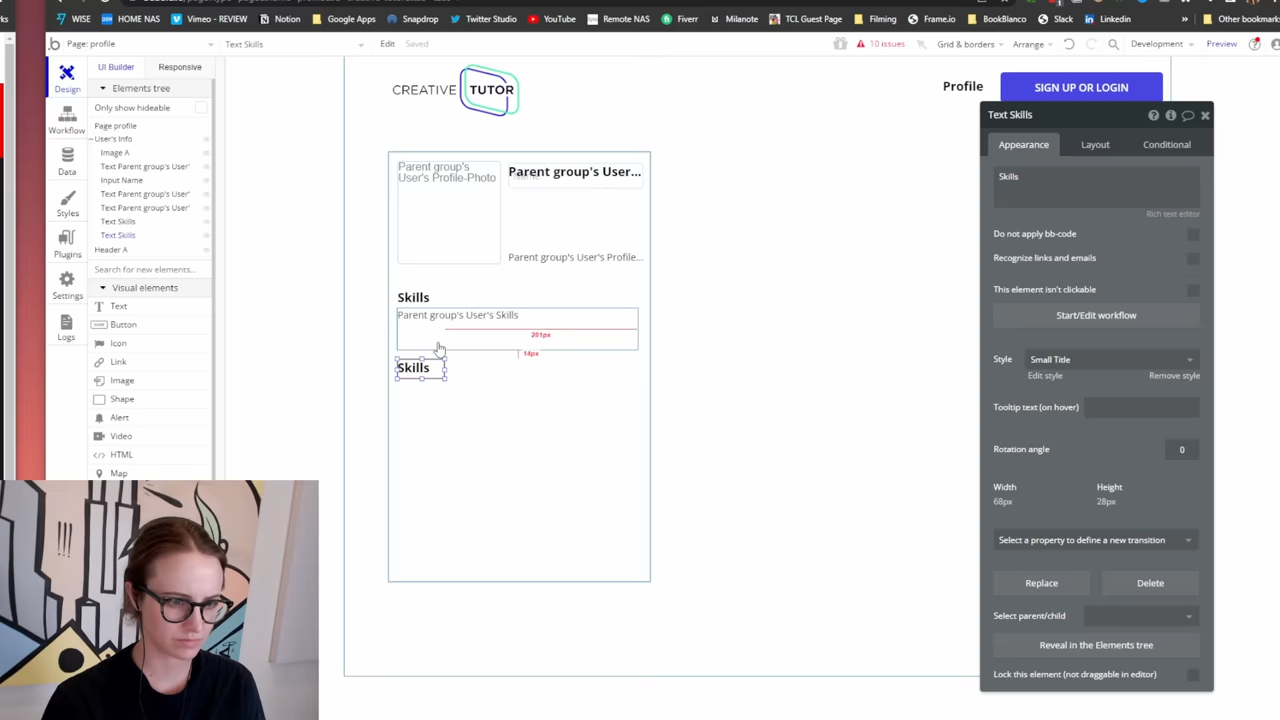 WISE
HOME NAS
Vimeo - REVIEW
Notion
Google Apps
Snapdrop
Twitter Studio
YouTube
Remote NAS
Fiverr
Milanote
TCL Guest Page
Filming
Frame.io
BookBlanco
Slack
Linkedin
»
Other bookmark
Page: profile
Text Skills
Edit
Saved
10 issues
Grid & borders
Arrange
Development
Preview
Design
Workflow
Data
Styles
Plugins
Settings
Logs
UI Builder
Responsive
Elements tree
Only show hideable
Page profile
User's Info
Image A
Text Parent group's User'
Input Name
Text Parent group's User'
Text Parent group's User'
Text Skills
Text Skills
Header A
Search for new elements...
Visual elements
Text
Button
Icon
Link
Image
Shape
Alert
Video
</> HTML
Map
CREATIVE TUTOR
Profile
SIGN UP OR LOGIN
Parent group's
User's Profile-Photo
Parent group's User...
Parent group's User's Profile...
Skills
Parent group's User's Skills
201px
14px
Skills
Text Skills
Appearance
Layout
Conditional
Skills
Rich text editor
Do not apply bb-code
Recognize links and emails
This element isn't clickable
Start/Edit workflow
Style
Small Title
Edit style
Remove style
Tooltip text (on hover)
Rotation angle
0
Width
Height
68px
28px
Select a property to define a new transition
Replace
Delete
Select parent/child
Reveal in the Elements tree
Lock this element (not draggable in editor)